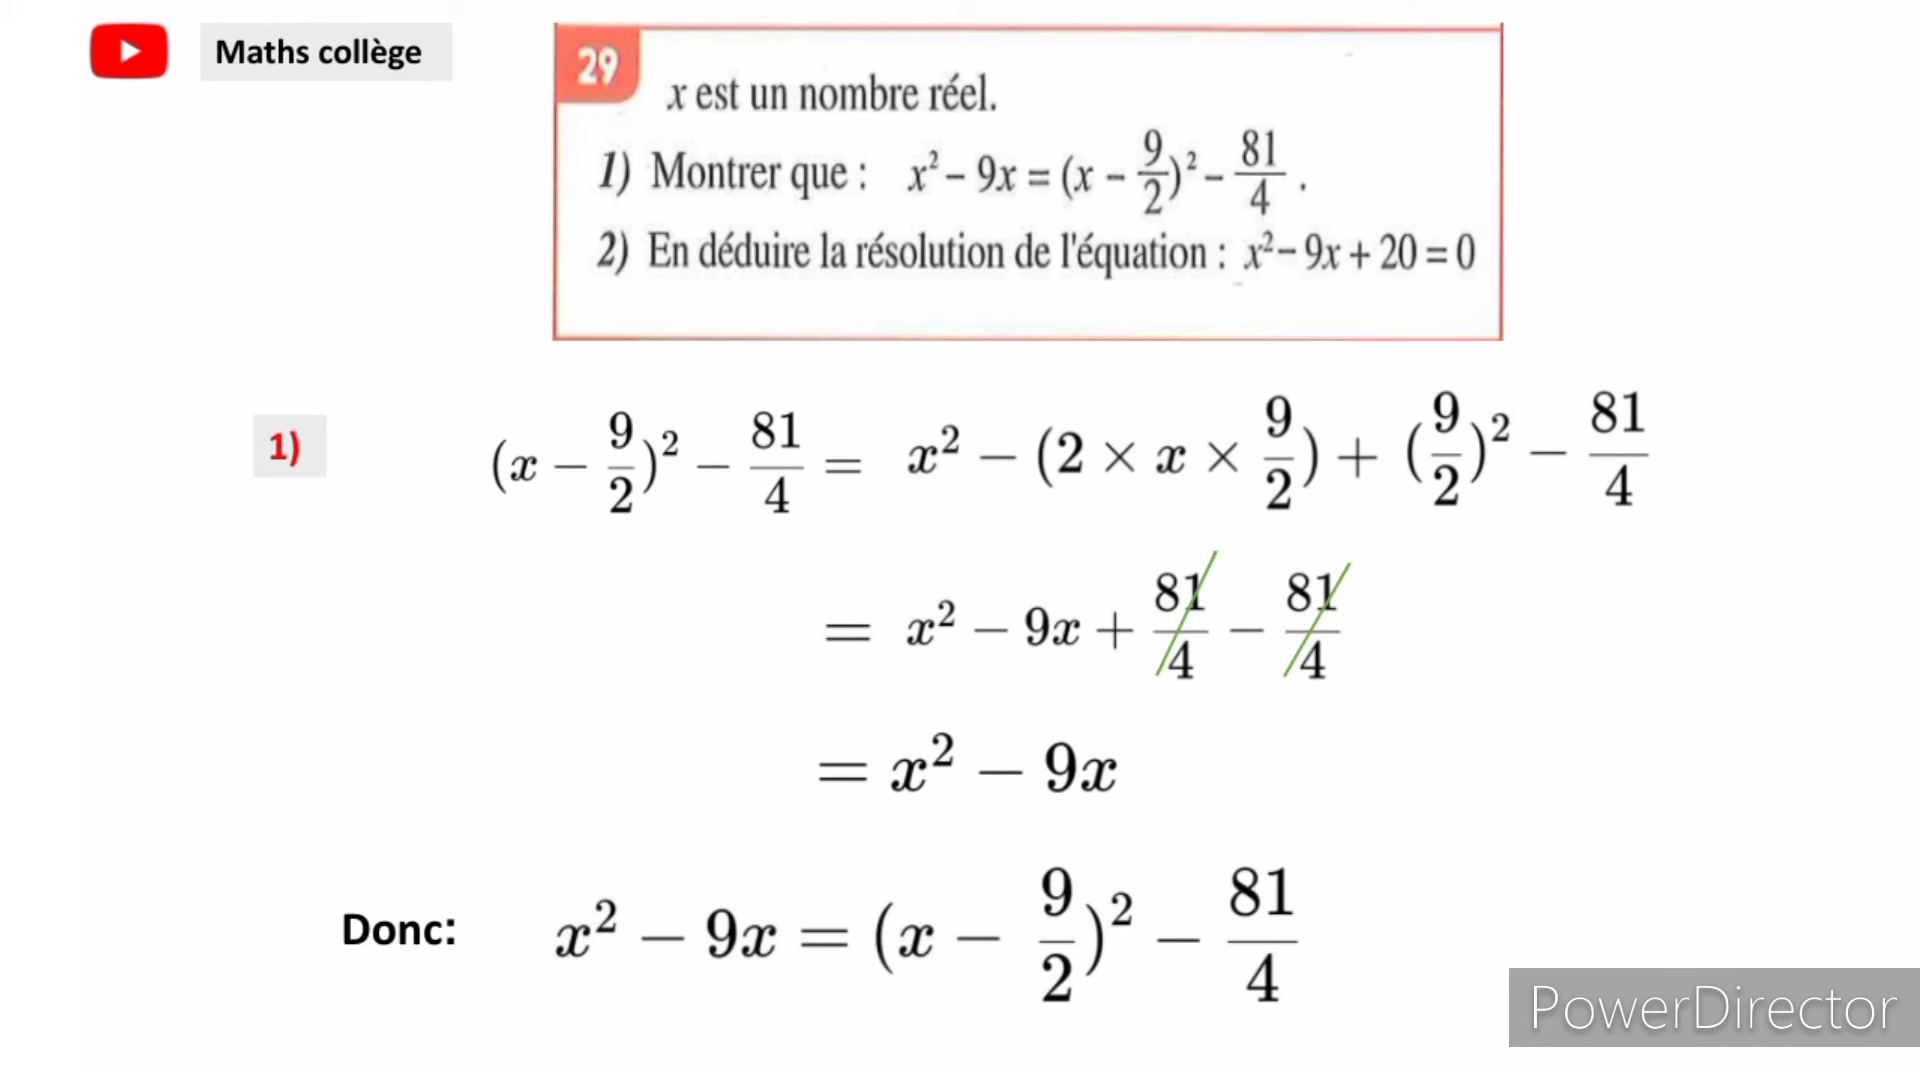 Maths collège
29
x est un nombre réel.
1) Montrer que : x² – 9x = (x – 9/2)² – 81/4 .
2) En déduire la résolution de l'équation : x² – 9x + 20 = 0
1) (x − 9/2)² − 81/4 = x² − (2 × x × 9/2) + (9/2)² − 81/4
= x² − 9x + 81/4 − 81/4
= x² − 9x
Donc: x² − 9x = (x − 9/2)² − 81/4
PowerDirector